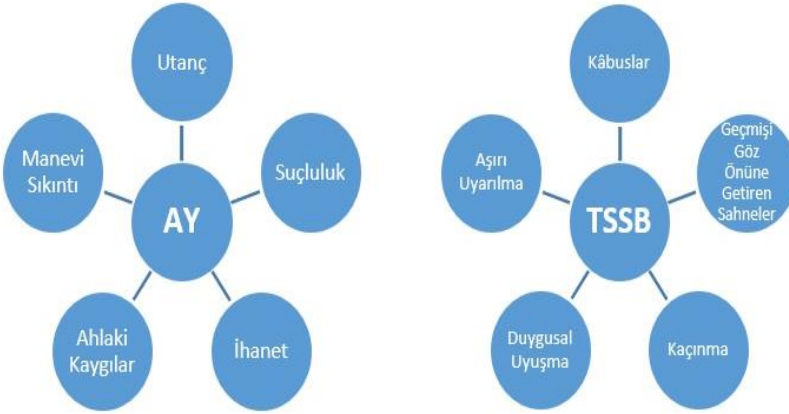 Utanç
Manevi
Sıkıntı
Suçluluk
AY
Ahlaki
Kaygılar
İhanet
Kâbuslar
Aşırı
Uyarılma
Geçmişi
Göz
Önüne
Getiren
Sahneler
TSSB
Duygusal
Uyuşma
Kaçınma